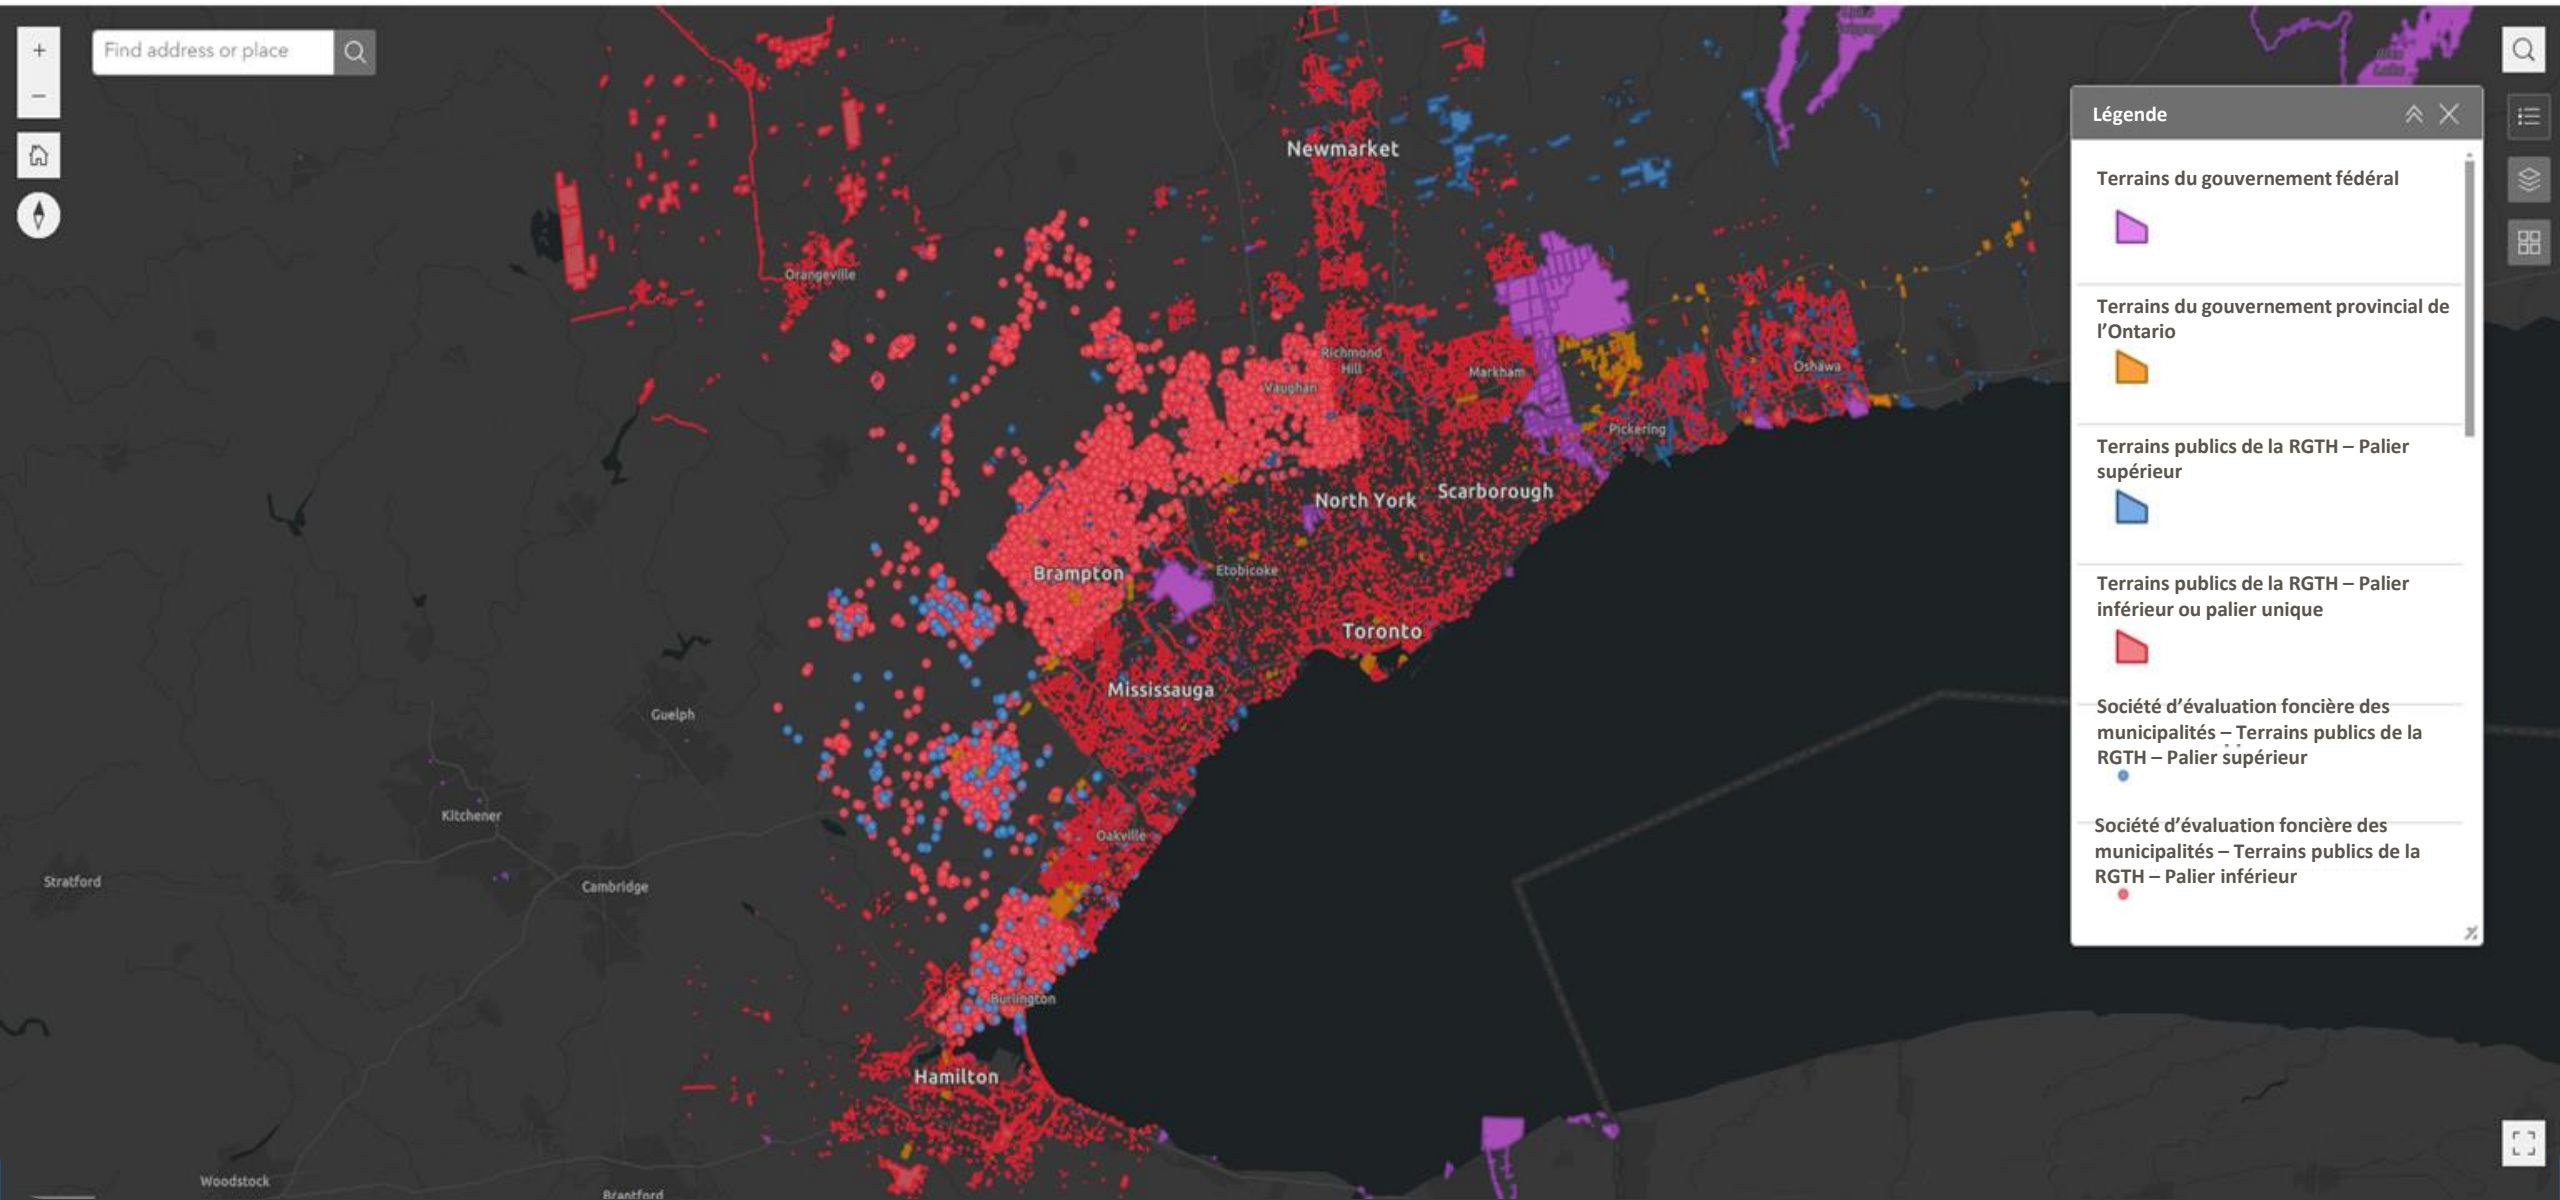 Find address or place
Légende
Terrains du gouvernement fédéral
Terrains du gouvernement provincial de
l'Ontario
Terrains publics de la RGTH – Palier
supérieur
Terrains publics de la RGTH – Palier
inférieur ou palier unique
Société d'évaluation foncière des
municipalités – Terrains publics de la
RGTH – Palier supérieur
Société d'évaluation foncière des
municipalités – Terrains publics de la
RGTH – Palier inférieur
Newmarket
Orangeville
Richmond
Hill
Vaughan
Markham
Oshawa
Pickering
Scarborough
North York
Brampton
Etobicoke
Toronto
Mississauga
Guelph
Kitchener
Oakville
Stratford
Cambridge
Burlington
Hamilton
Woodstock
Brantford